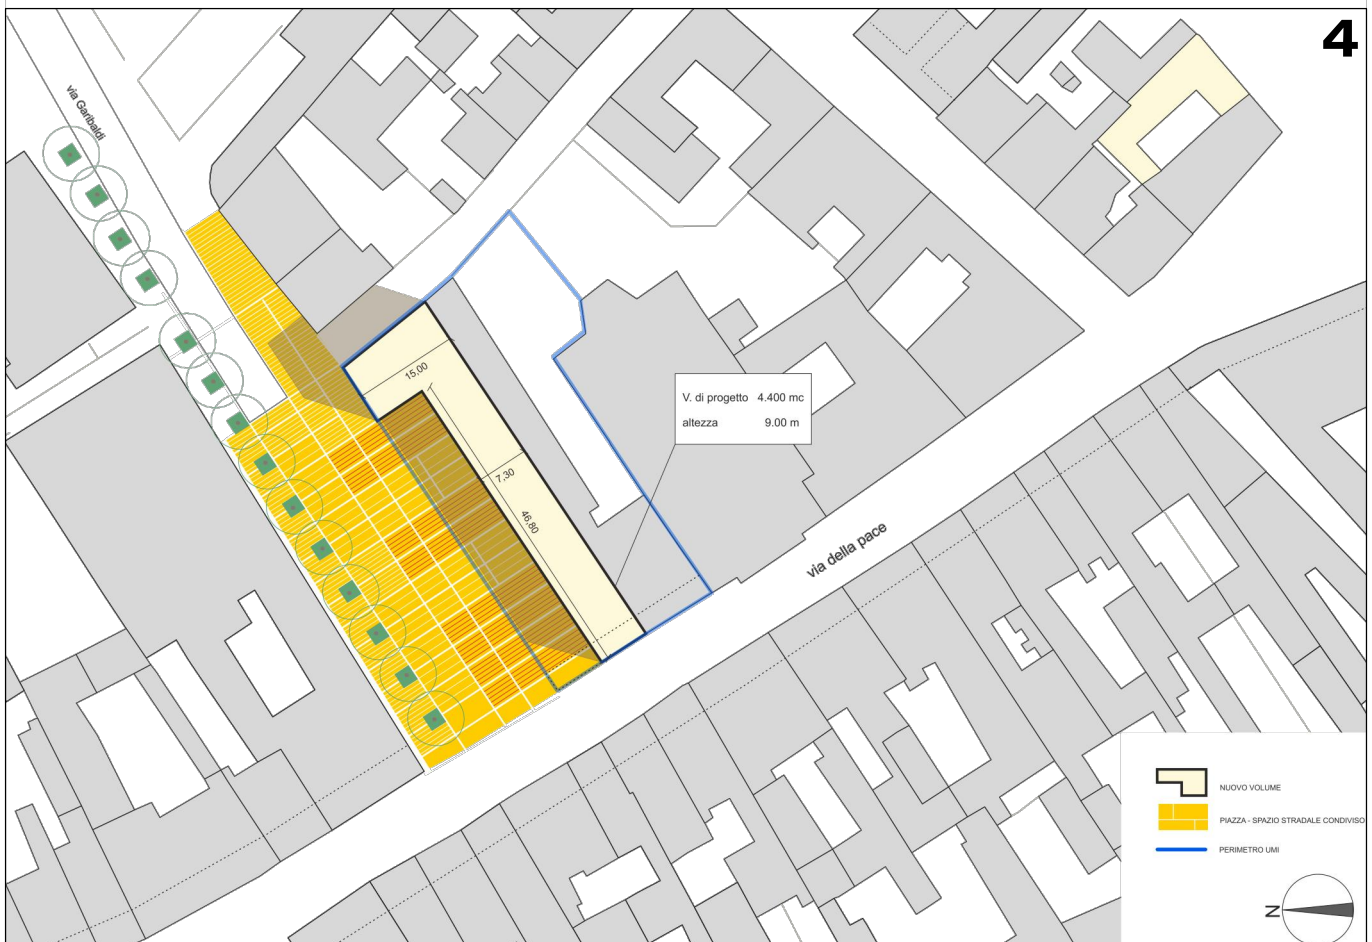 4
via Garibaldi
15,00
V. di progetto 4.400 mc
altezza 9.00 m
7,30
46,80
via della pace
NUOVO VOLUME
PIAZZA - SPAZIO STRADALE CONDIVISO
PERIMETRO UMI
N